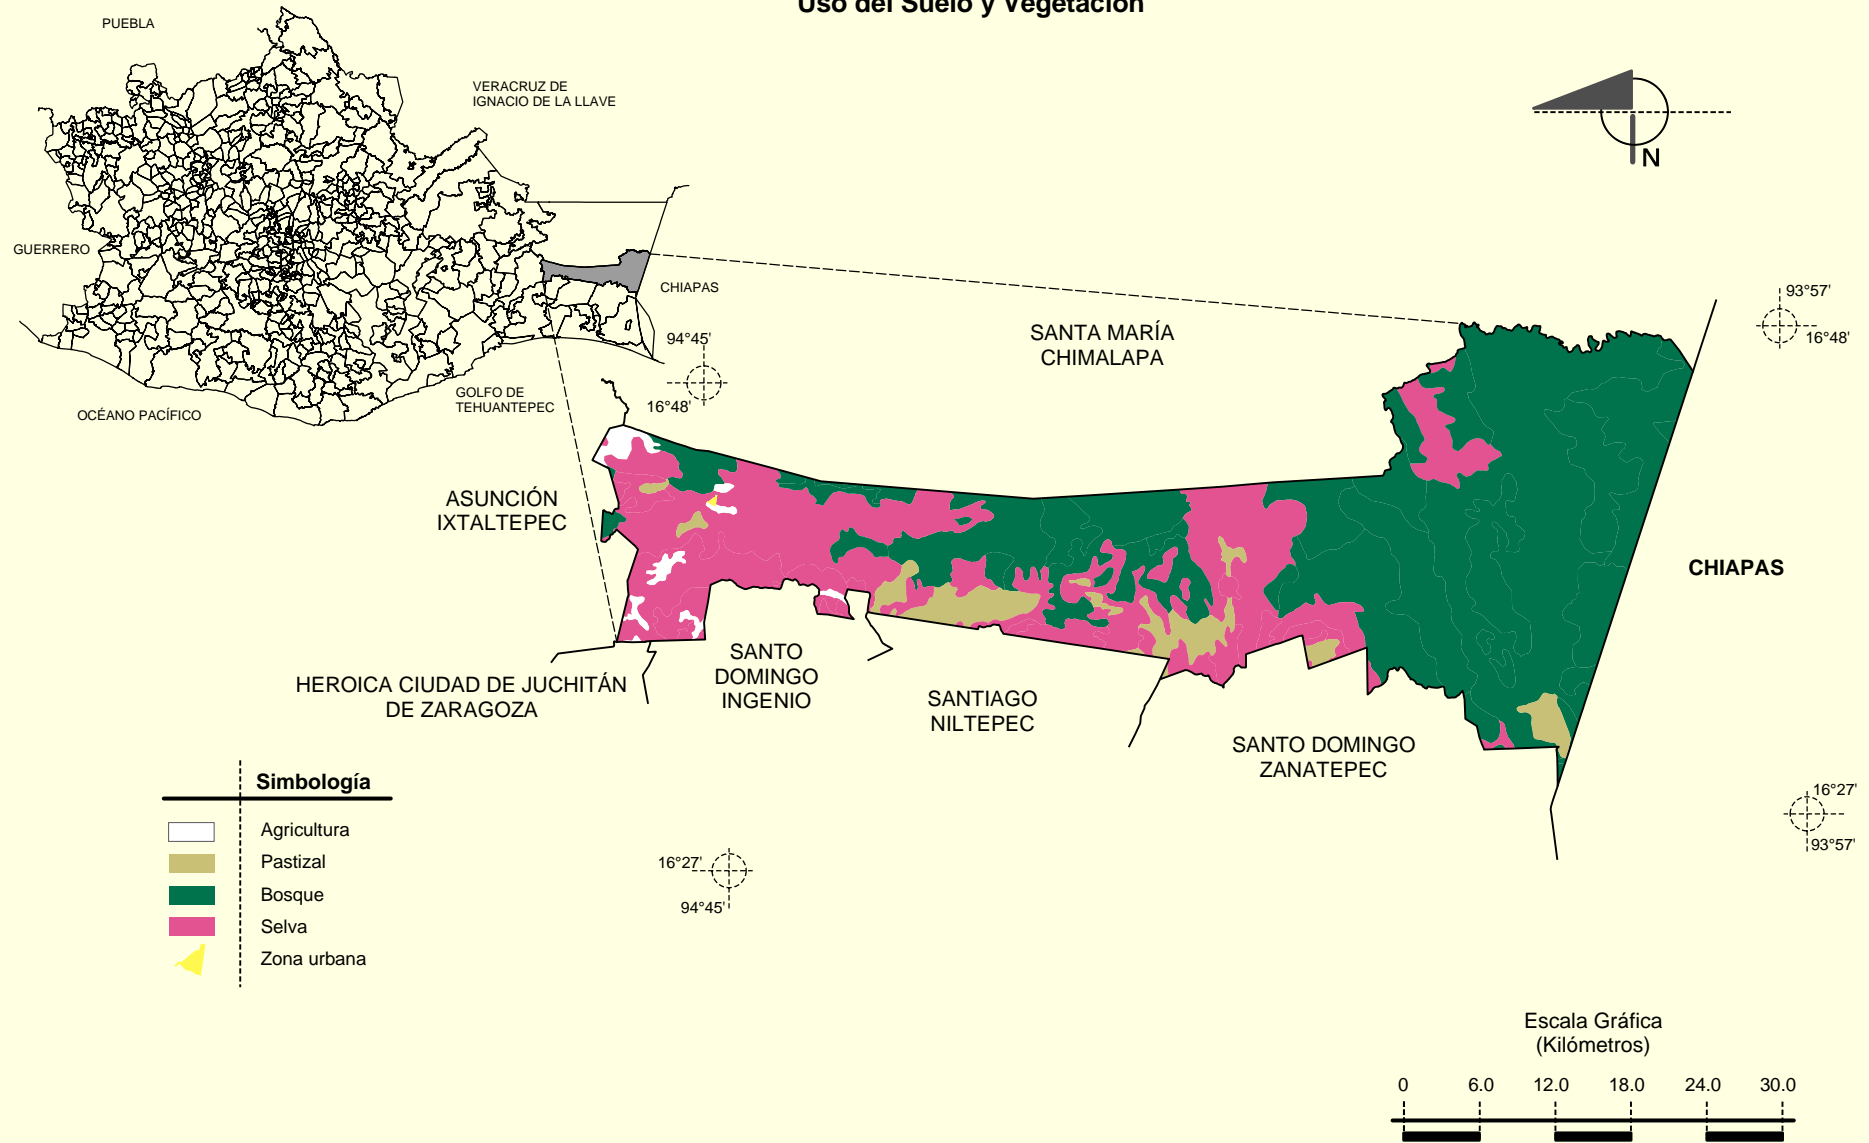 Uso del Suelo y Vegetación
PUEBLA
VERACRUZ DE
IGNACIO DE LA LLAVE
N
GUERRERO
CHIAPAS
94°45'
16°48'
GOLFO DE
TEHUANTEPEC
OCÉANO PACÍFICO
SANTA MARÍA
CHIMALAPA
93°57'
16°48'
ASUNCIÓN
IXTALTEPEC
CHIAPAS
HEROICA CIUDAD DE JUCHITÁN
DE ZARAGOZA
SANTO
DOMINGO
INGENIO
SANTIAGO
NILTEPEC
SANTO DOMINGO
ZANATEPEC
16°27'
93°57'
16°27'
94°45'
Simbología
Agricultura
Pastizal
Bosque
Selva
Zona urbana
Escala Gráfica
(Kilómetros)
0 6.0 12.0 18.0 24.0 30.0